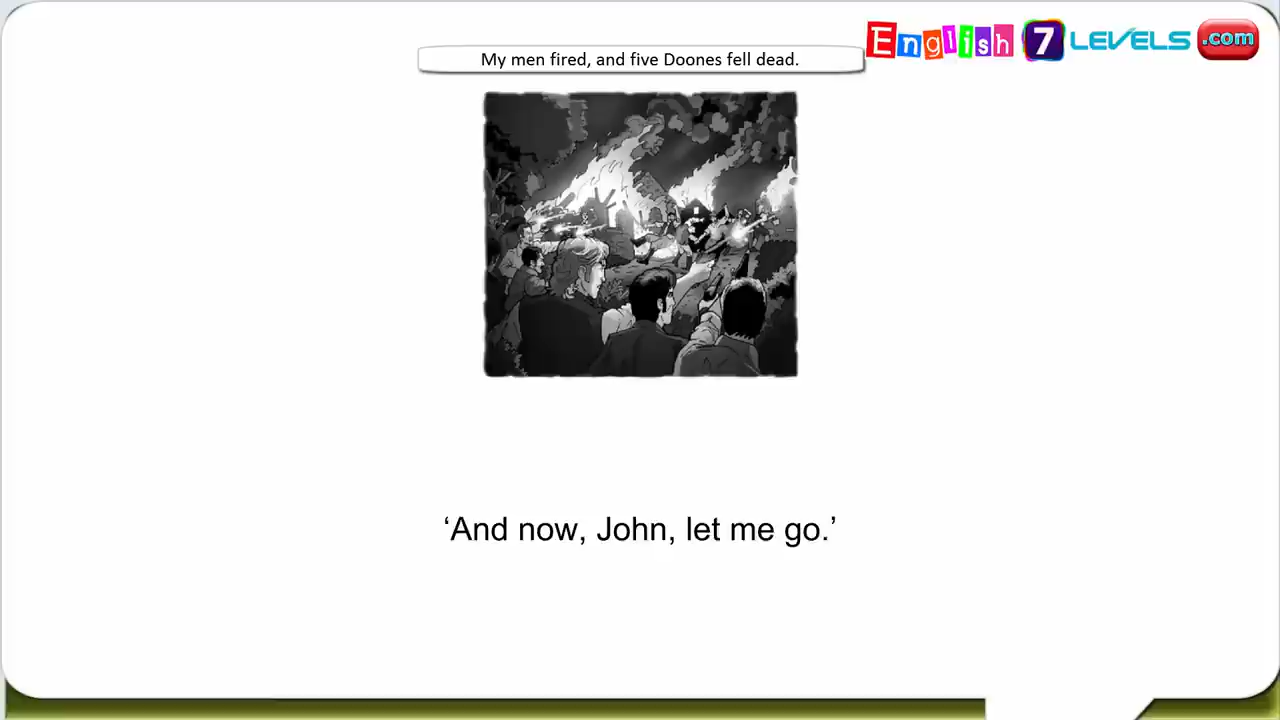 English 7 LEVELS .com
My men fired, and five Doones fell dead.
‘And now, John, let me go.’